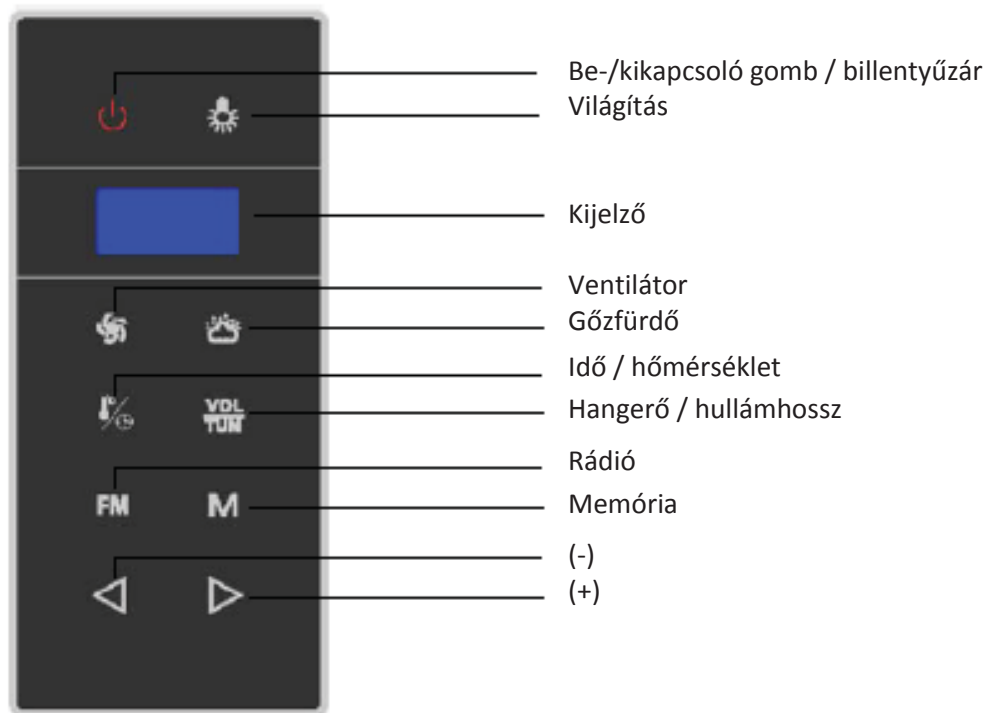 Be-/kikapcsoló gomb / billentyűzár
Világítás
Kijelző
Ventilátor
Gőzfürdő
Idő / hőmérséklet
VOL
TUN
Hangerő / hullámhossz
Rádió
FM
M
Memória
(-)
(+)